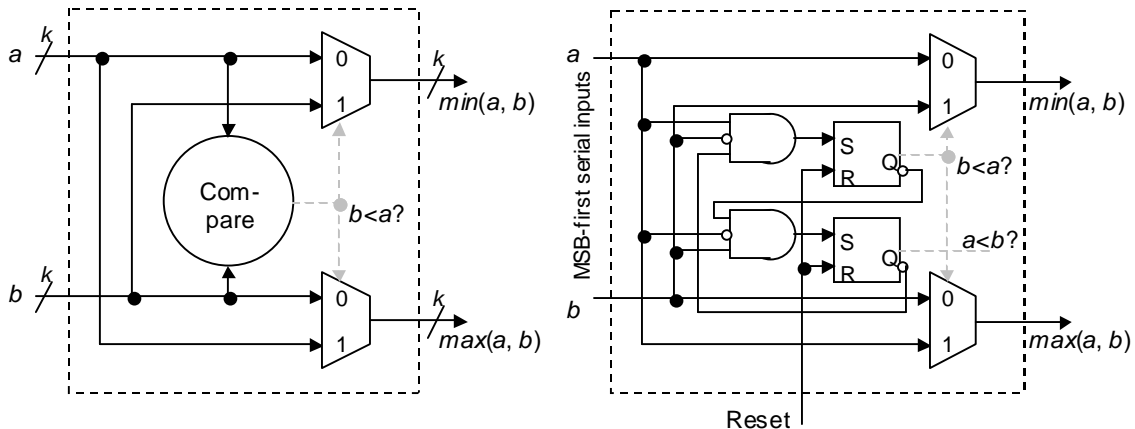 a
k
0
1
k
min(a, b)
Com-
pare
b<a?
b
k
0
1
k
max(a, b)
MSB-first serial inputs
a
0
1
min(a, b)
S
R
Q
b<a?
S
R
Q
a<b?
b
0
1
max(a, b)
Reset